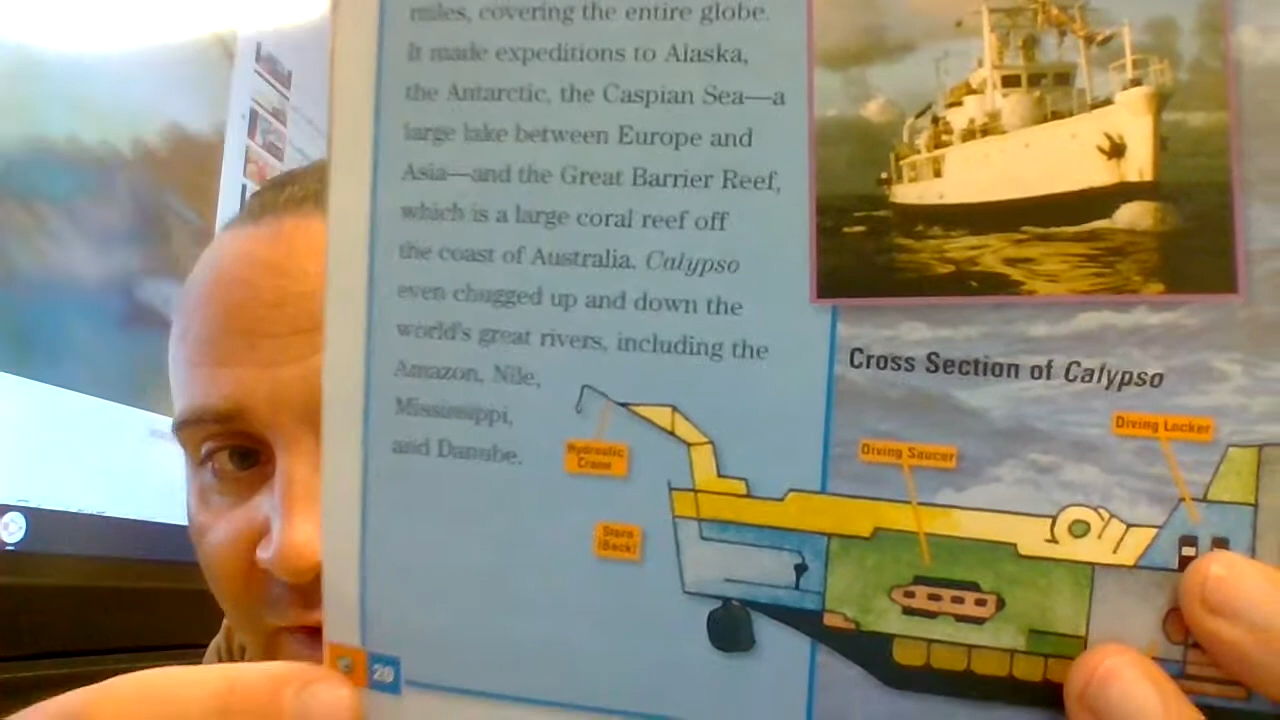 miles, covering the entire globe.
It made expeditions to Alaska,
the Antarctic, the Caspian Sea—a
large lake between Europe and
Asia—and the Great Barrier Reef,
which is a large coral reef off
the coast of Australia. Calypso
even chugged up and down the
world's great rivers, including the
Amazon, Nile,
Mississippi,
and Danube.
Cross Section of Calypso
Hydraulic
Crane
Diving Saucer
Diving Locker
Stern
(Back)
20